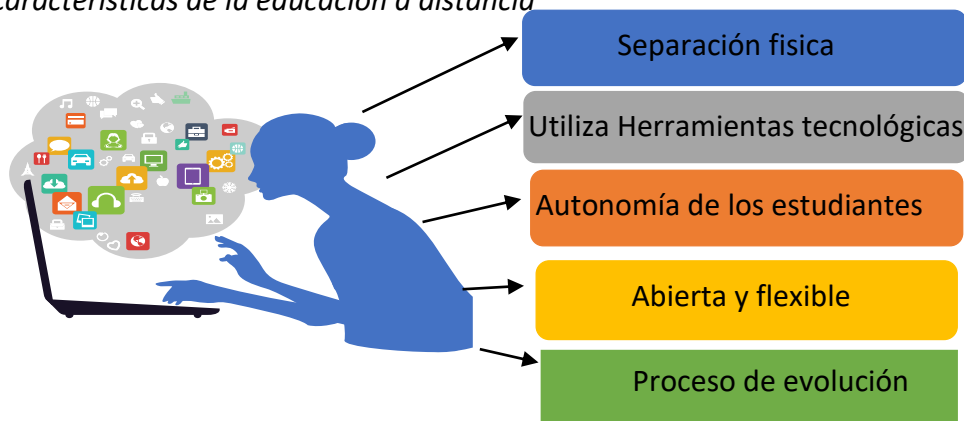 características de la educación a distancia
Separación fisica
Utiliza Herramientas tecnológicas
Autonomía de los estudiantes
Abierta y flexible
Proceso de evolución